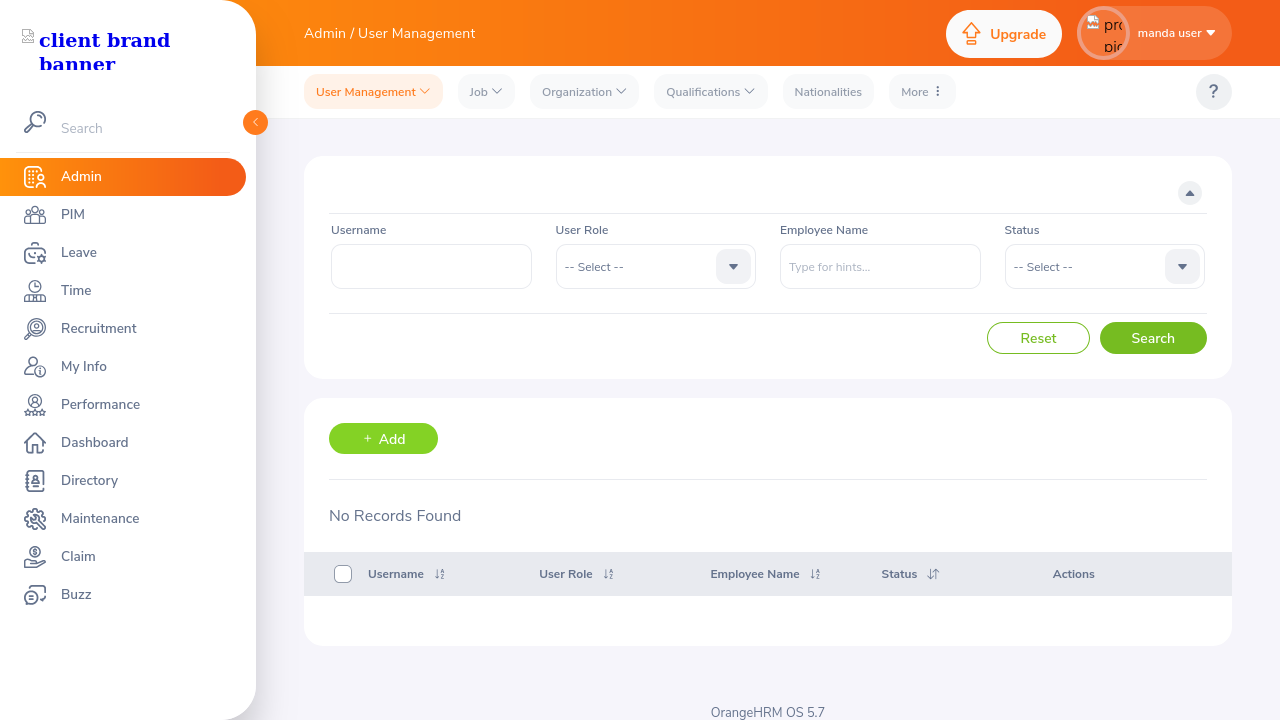 client brand
banner
Search
Admin
PIM
Leave
Time
Recruitment
My Info
Performance
Dashboard
Directory
Maintenance
Claim
Buzz
Admin / User Management
Upgrade
manda user
User Management
Job
Organization
Qualifications
Nationalities
More
?
Username
User Role
Employee Name
Status
-- Select --
Type for hints...
-- Select --
Reset
Search
+ Add
No Records Found
Username
User Role
Employee Name
Status
Actions
OrangeHRM OS 5.7